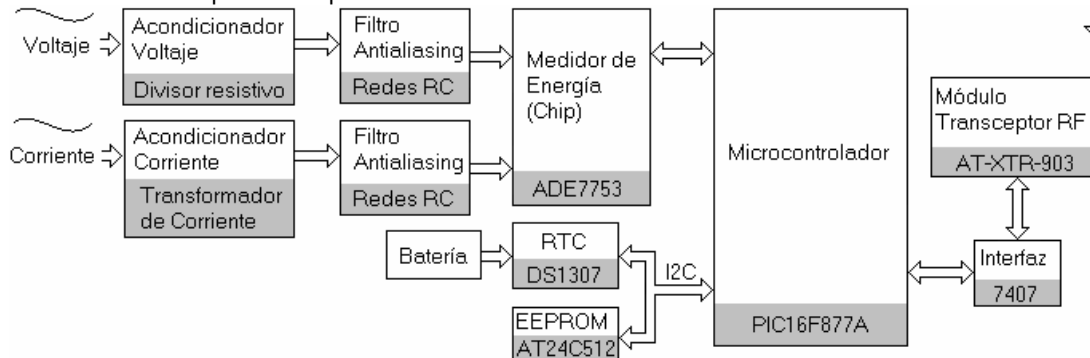 Voltaje
Acondicionador
Voltaje
Divisor resistivo
Filtro
Antialiasing
Redes RC
Corriente
Acondicionador
Corriente
Transformador
de Corriente
Filtro
Antialiasing
Redes RC
Medidor de
Energía
(Chip)
ADE7753
Batería
RTC
DS1307
EEPROM
AT24C512
I2C
Microcontrolador
PIC16F877A
Módulo
Transceptor RF
AT-XTR-903
Interfaz
7407